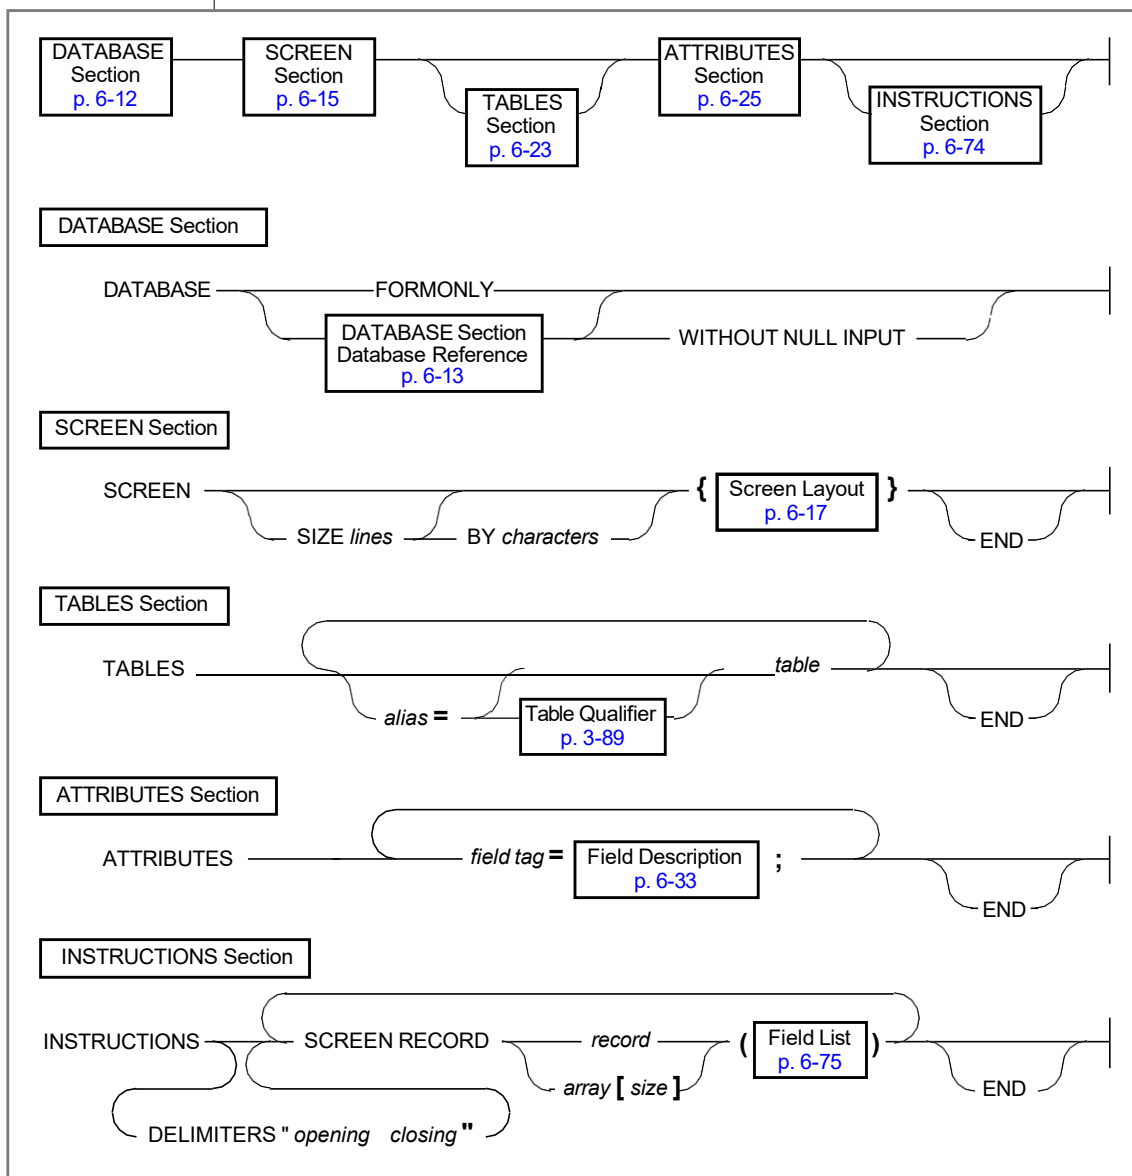 DATABASE Section p. 6-12
SCREEN Section p. 6-15
TABLES Section p. 6-23
ATTRIBUTES Section p. 6-25
INSTRUCTIONS Section p. 6-74
DATABASE Section
DATABASE FORMONLY
DATABASE Section Database Reference p. 6-13
WITHOUT NULL INPUT
SCREEN Section
SCREEN { Screen Layout p. 6-17 }
SIZE lines BY characters END
TABLES Section
TABLES table
alias = Table Qualifier p. 3-89 END
ATTRIBUTES Section
ATTRIBUTES field tag = Field Description p. 6-33 ;
END
INSTRUCTIONS Section
INSTRUCTIONS SCREEN RECORD record ( Field List p. 6-75 )
array [ size ] END
DELIMITERS " opening closing "